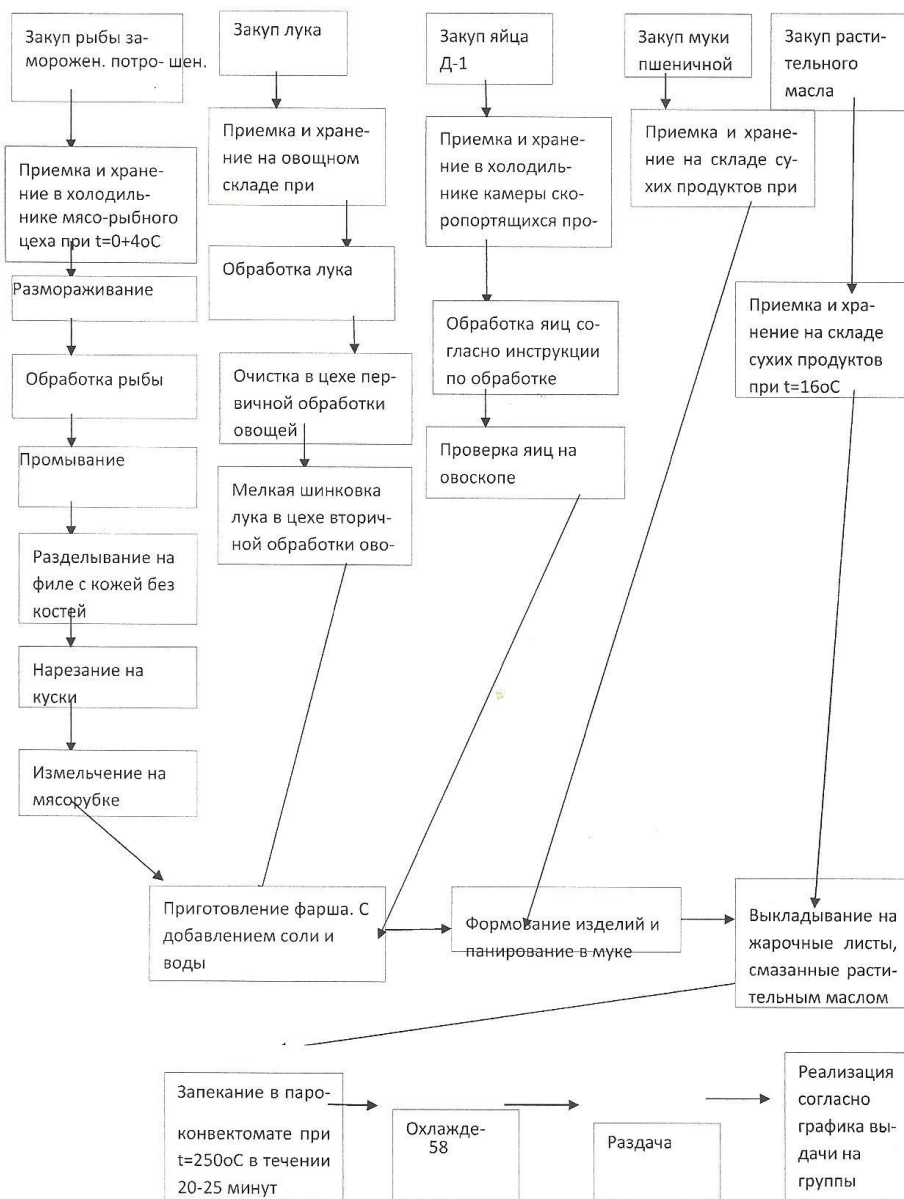 Закуп рыбы за-
морожен. потро- шен.
Закуп лука
Закуп яйца
Д-1
Закуп муки
пшеничной
Закуп расти-
тельного
масла
Приемка и хране-
ние в холодиль-
нике мясо-рыбного
цеха при t=0+4оС
Приемка и хране-
ние на овощном
складе при
Приемка и хране-
ние в холодиль-
нике камеры ско-
ропортящихся про-
Приемка и хране-
ние на складе су-
хих продуктов при
Приемка и хра-
нение на складе
сухих продуктов
при t=16оС
Размораживание
Обработка лука
Обработка яиц со-
гласно инструкции
по обработке
Обработка рыбы
Очистка в цехе пер-
вичной обработки
овощей
Проверка яиц на
овоскопе
Промывание
Мелкая шинковка
лука в цехе вторич-
ной обработки ово-
Разделывание на
филе с кожей без
костей
Нарезание на
куски
Измельчение на
мясорубке
Приготовление фарша. С
добавлением соли и
воды
Формование изделий и
панирование в муке
Выкладывание на
жарочные листы,
смазанные расти-
тельным маслом
Запекание в паро-
конвектомате при
t=250оС в течении
20-25 минут
Охлажде-
58
Раздача
Реализация
согласно
графика вы-
дачи на
группы